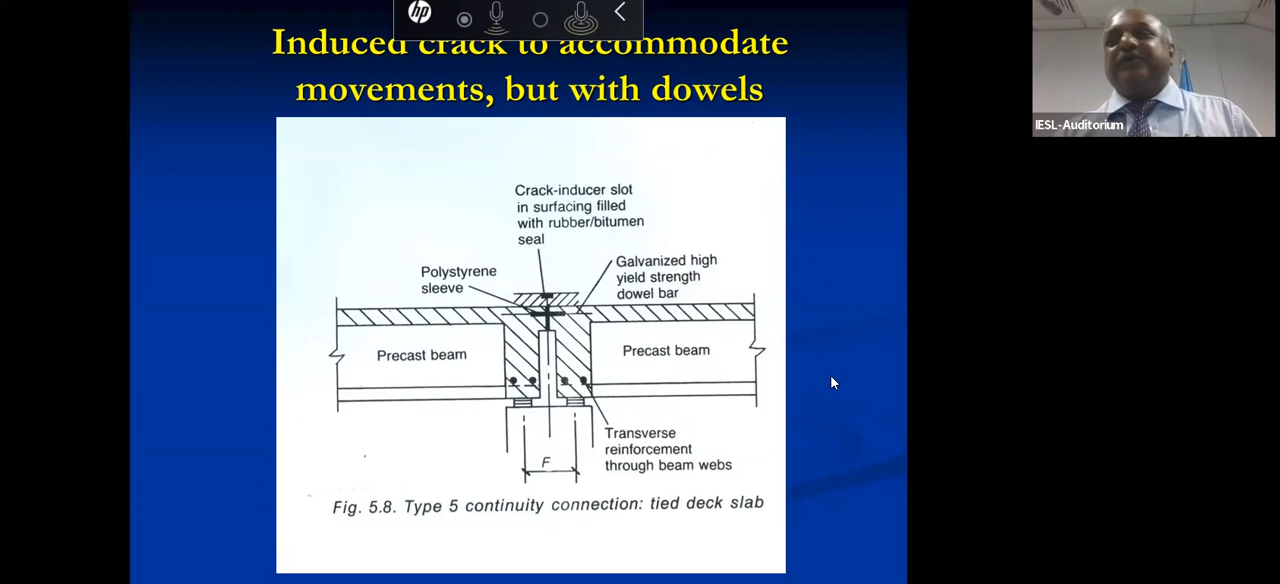 hp
Induced crack to accommodate
movements, but with dowels
IESL-Auditorium
Crack-inducer slot
in surfacing filled
with rubber/bitumen
seal
Polystyrene
sleeve
Galvanized high
yield strength
dowel bar
Precast beam
Precast beam
Transverse
reinforcement
through beam webs
F
Fig. 5.8. Type 5 continuity connection: tied deck slab